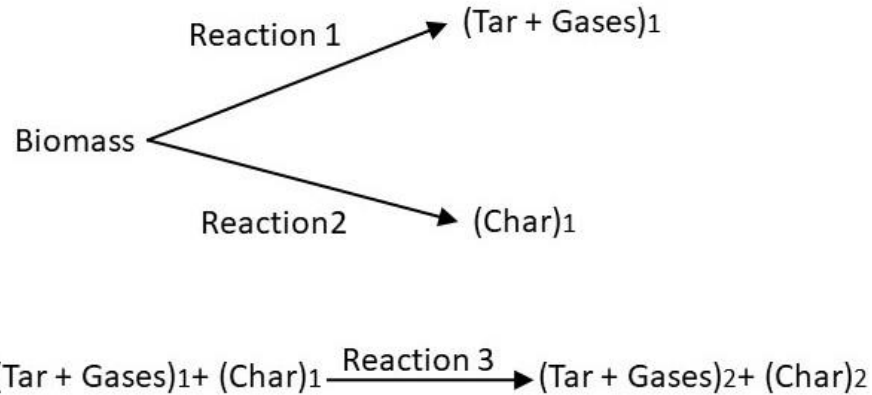 Reaction 1
(Tar + Gases)1
Biomass
Reaction2
(Char)1
Reaction 3
(Tar + Gases)1+ (Char)1 (Tar + Gases)2+ (Char)2